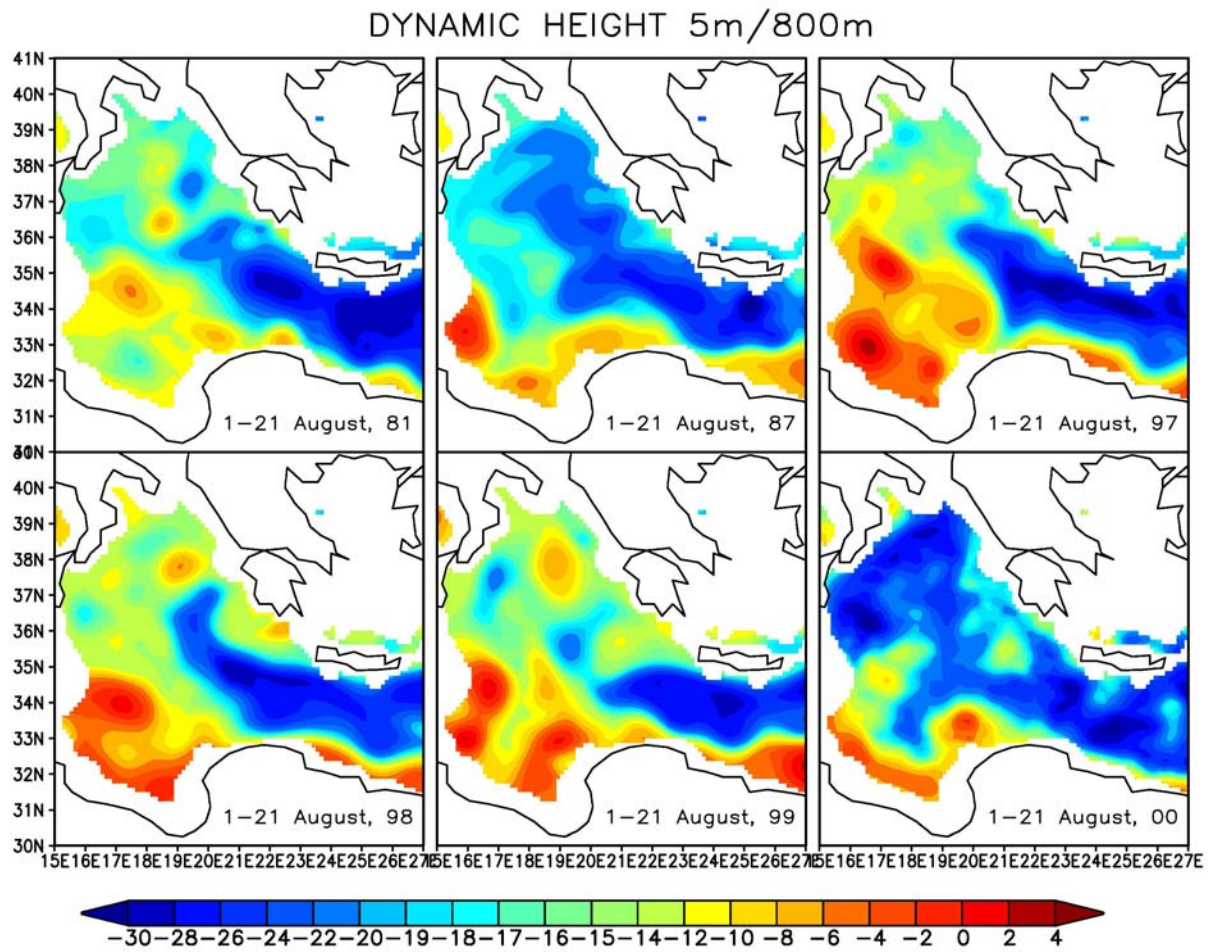 DYNAMIC HEIGHT 5m/800m
41N
40N
39N
38N
37N
36N
35N
34N
33N
32N
31N
1-21 August, 81
1-21 August, 87
1-21 August, 97
40N
39N
38N
37N
36N
35N
34N
33N
32N
31N
30N
1-21 August, 98
1-21 August, 99
1-21 August, 00
15E 16E 17E 18E 19E 20E 21E 22E 23E 24E 25E 26E 16E 17E 18E 19E 20E 21E 22E 23E 24E 25E 26E 16E 17E 18E 19E 20E 21E 22E 23E 24E 25E 26E 27E
-30 -28 -26 -24 -22 -20 -19 -18 -17 -16 -15 -14 -12 -10 -8 -6 -4 -2 0 2 4